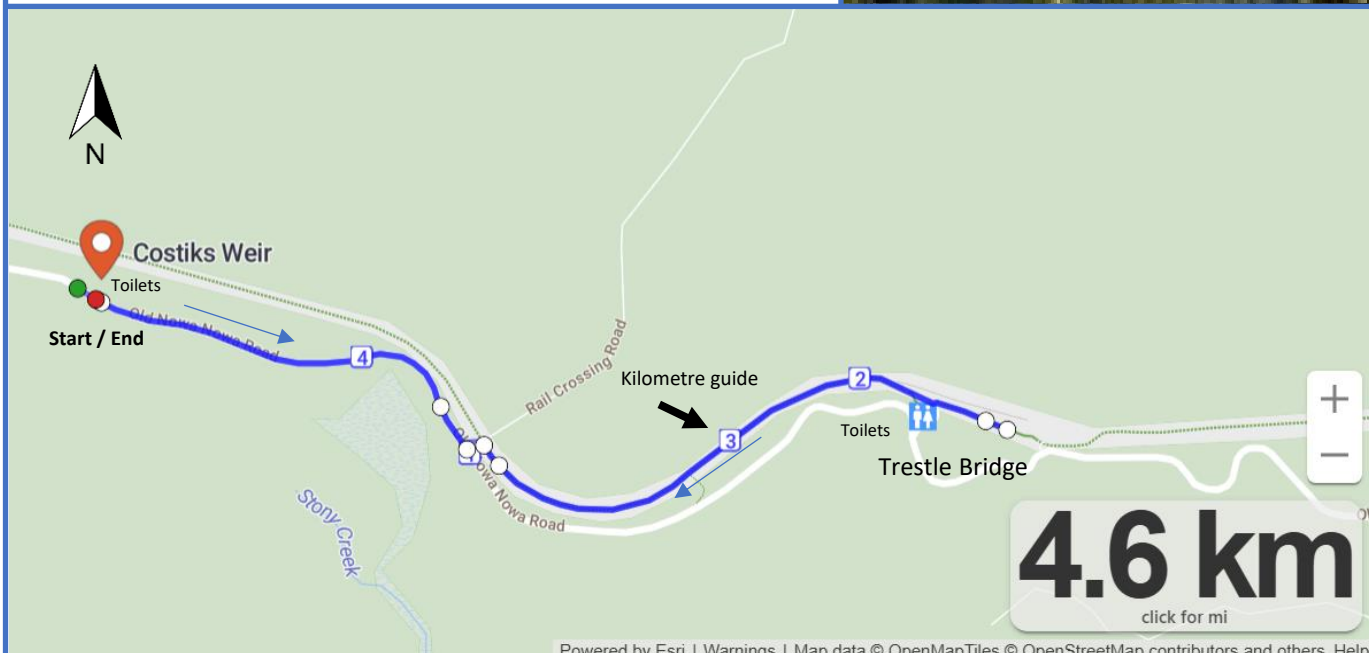 N
Costiks Weir
Toilets
Old Nowa Nowa Road
Start / End
4
Rail Crossing Road
Kilometre guide
2
3
Toilets
Trestle Bridge
Nowa Nowa Road
Stony Creek
4.6 km
click for mi
Powered by Esri | Warnings | Map data © OpenMapTiles © OpenStreetMap contributors and others, Help